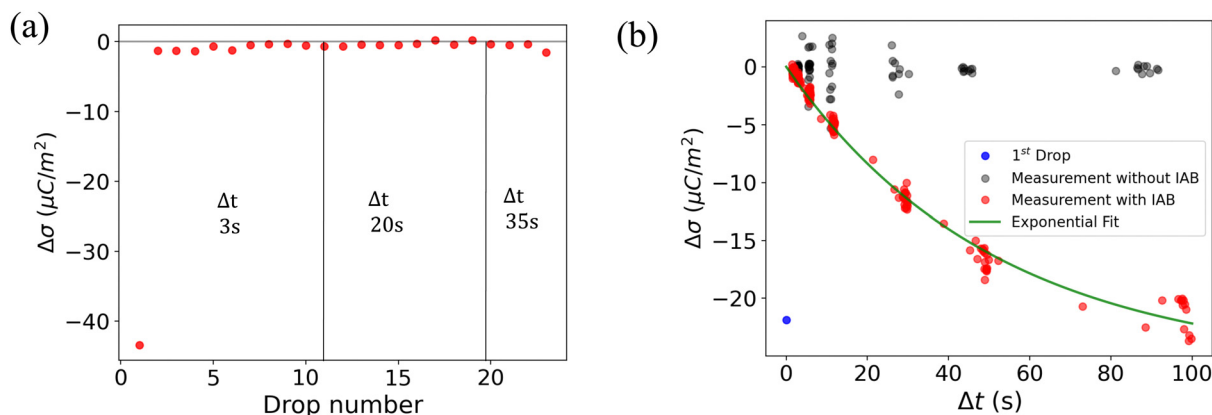 (a)
0
−10
−20
−30
−40
Δσ (μC/m²)
Δt
3s
Δt
20s
Δt
35s
0
5
10
15
20
Drop number
(b)
0
−5
−10
−15
−20
Δσ (μC/m²)
1ˢᵗ Drop
Measurement without IAB
Measurement with IAB
Exponential Fit
0
20
40
60
80
100
Δt (s)